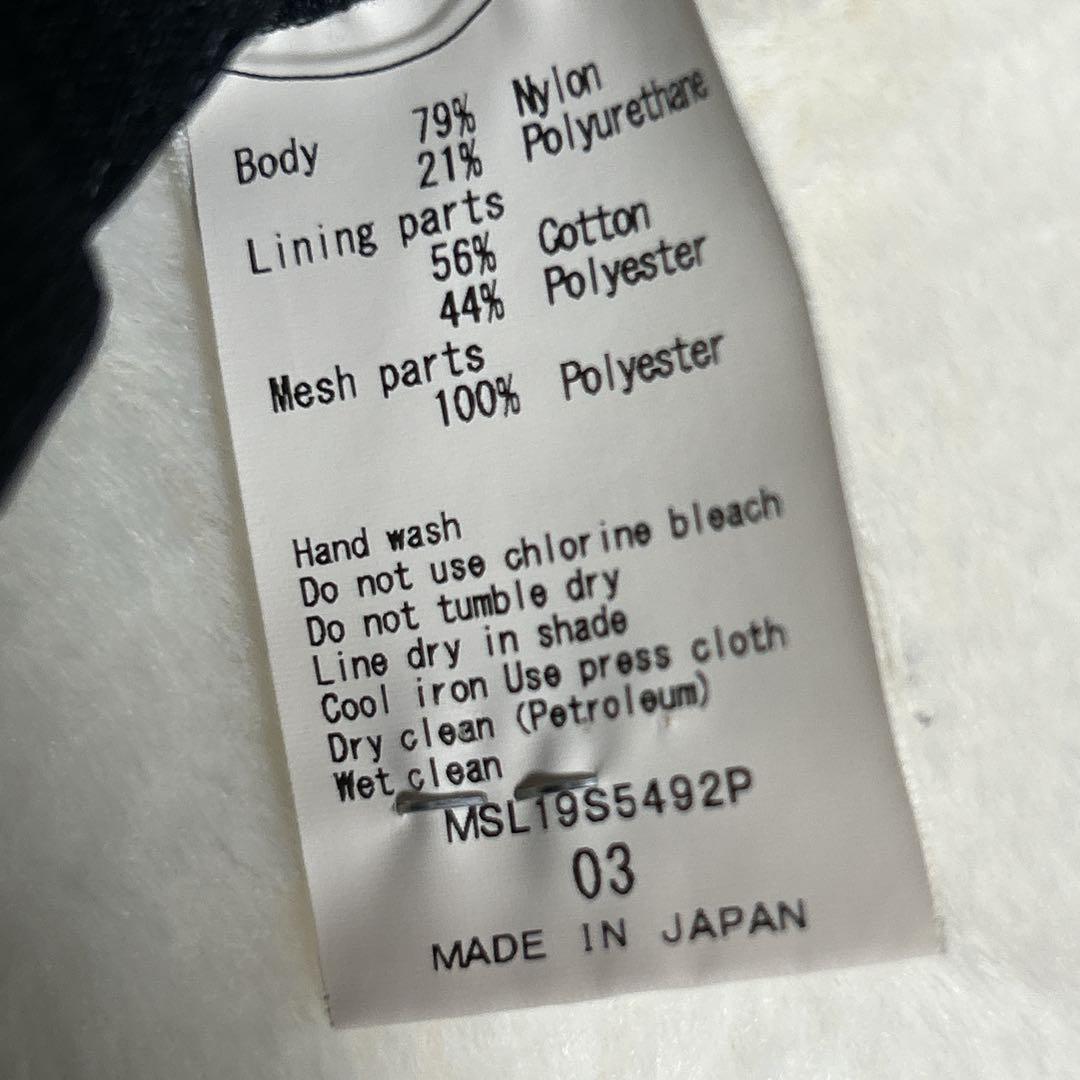 Body 79% Nylon
21% Polyurethane
Lining parts
56% Cotton
44% Polyester
Mesh parts
100% Polyester
Hand wash
Do not use chlorine bleach
Do not tumble dry
Line dry in shade
Cool iron Use press cloth
Dry clean (Petroleum)
Wet clean
MSL19S5492P
03
MADE IN JAPAN